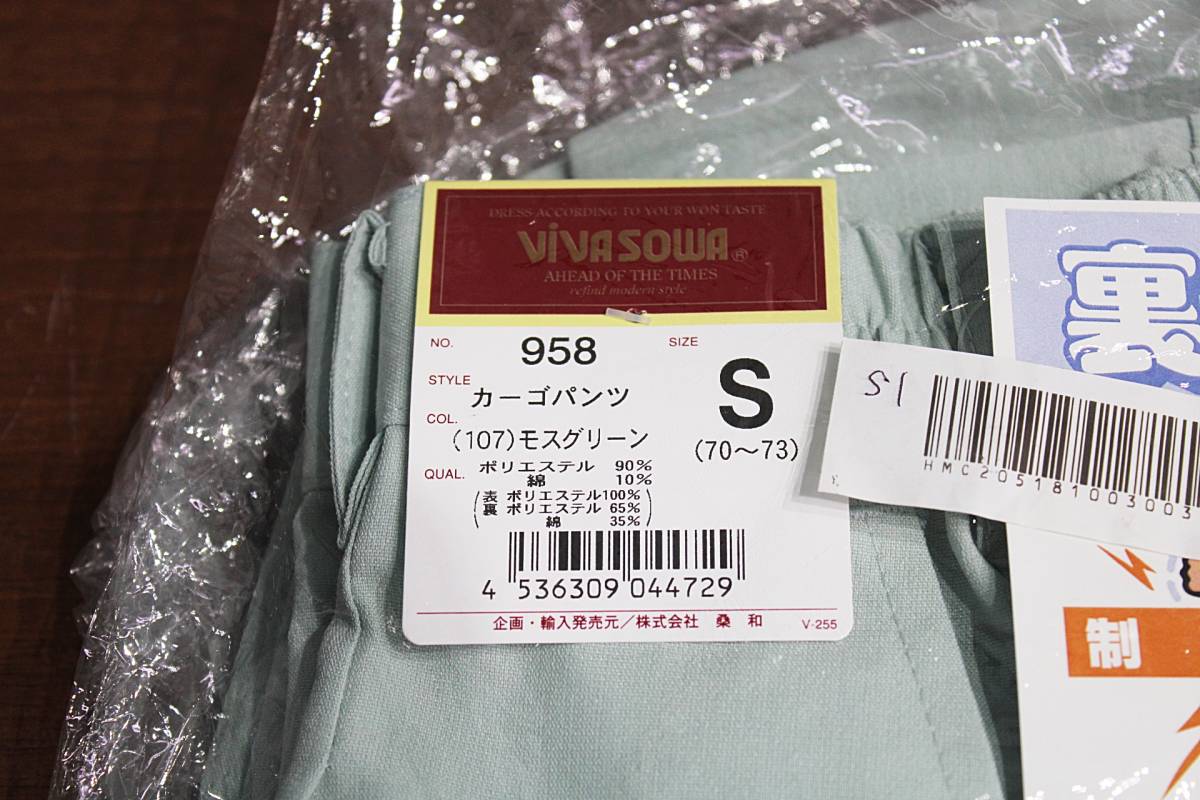 DRESS ACCORDING TO YOUR WON TASTE
ViVASOWA®
AHEAD OF THE TIMES
refind modern style
NO. 958
SIZE S
(70～73)
STYLE カーゴパンツ
COL. (107)モスグリーン
QUAL. ポリエステル 90%
綿 10%
表 ポリエステル100%
裏 ポリエステル 65%
綿 35%
4 536309 044729
企画・輸入発売元／株式会社 桑和 V-255
裏
S1
HMC205181003003
制